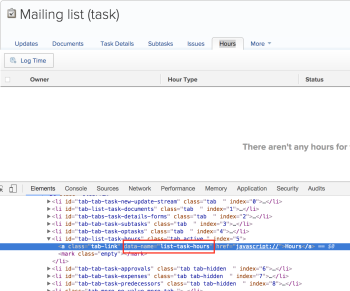 Mailing list (task)
Updates Documents Task Details Subtasks Issues Hours More
Log Time
Owner Hour Type Status
There aren't any hours for
Elements Console Sources Network Performance Memory Application Security Audits
<li id="tab-tab-task-new-update-stream" class="tab " index="0">…</li>
<li id="tab-list-task-documents" class="tab " index="1">…</li>
<li id="tab-tabs-task-details-forms" class="tab " index="2">…</li>
<li id="tab-list-task-subtasks" class="tab " index="3">…</li>
<li id="tab-list-task-optasks" class="tab " index="4">…</li>
<li id="tab-list-task-hours" class="tab active " index="5">
<a class="tab-link" data-name="list-task-hours" href="javascript://">Hours</a> == $0
<mark class="empty"></mark>
</li>
<li id="tab-list-task-approvals" class="tab tab-hidden " index="6">…</li>
<li id="tab-list-task-expenses" class="tab tab-hidden " index="7">…</li>
<li id="tab-list-task-predecessors" class="tab tab-hidden " index="8">…</li>